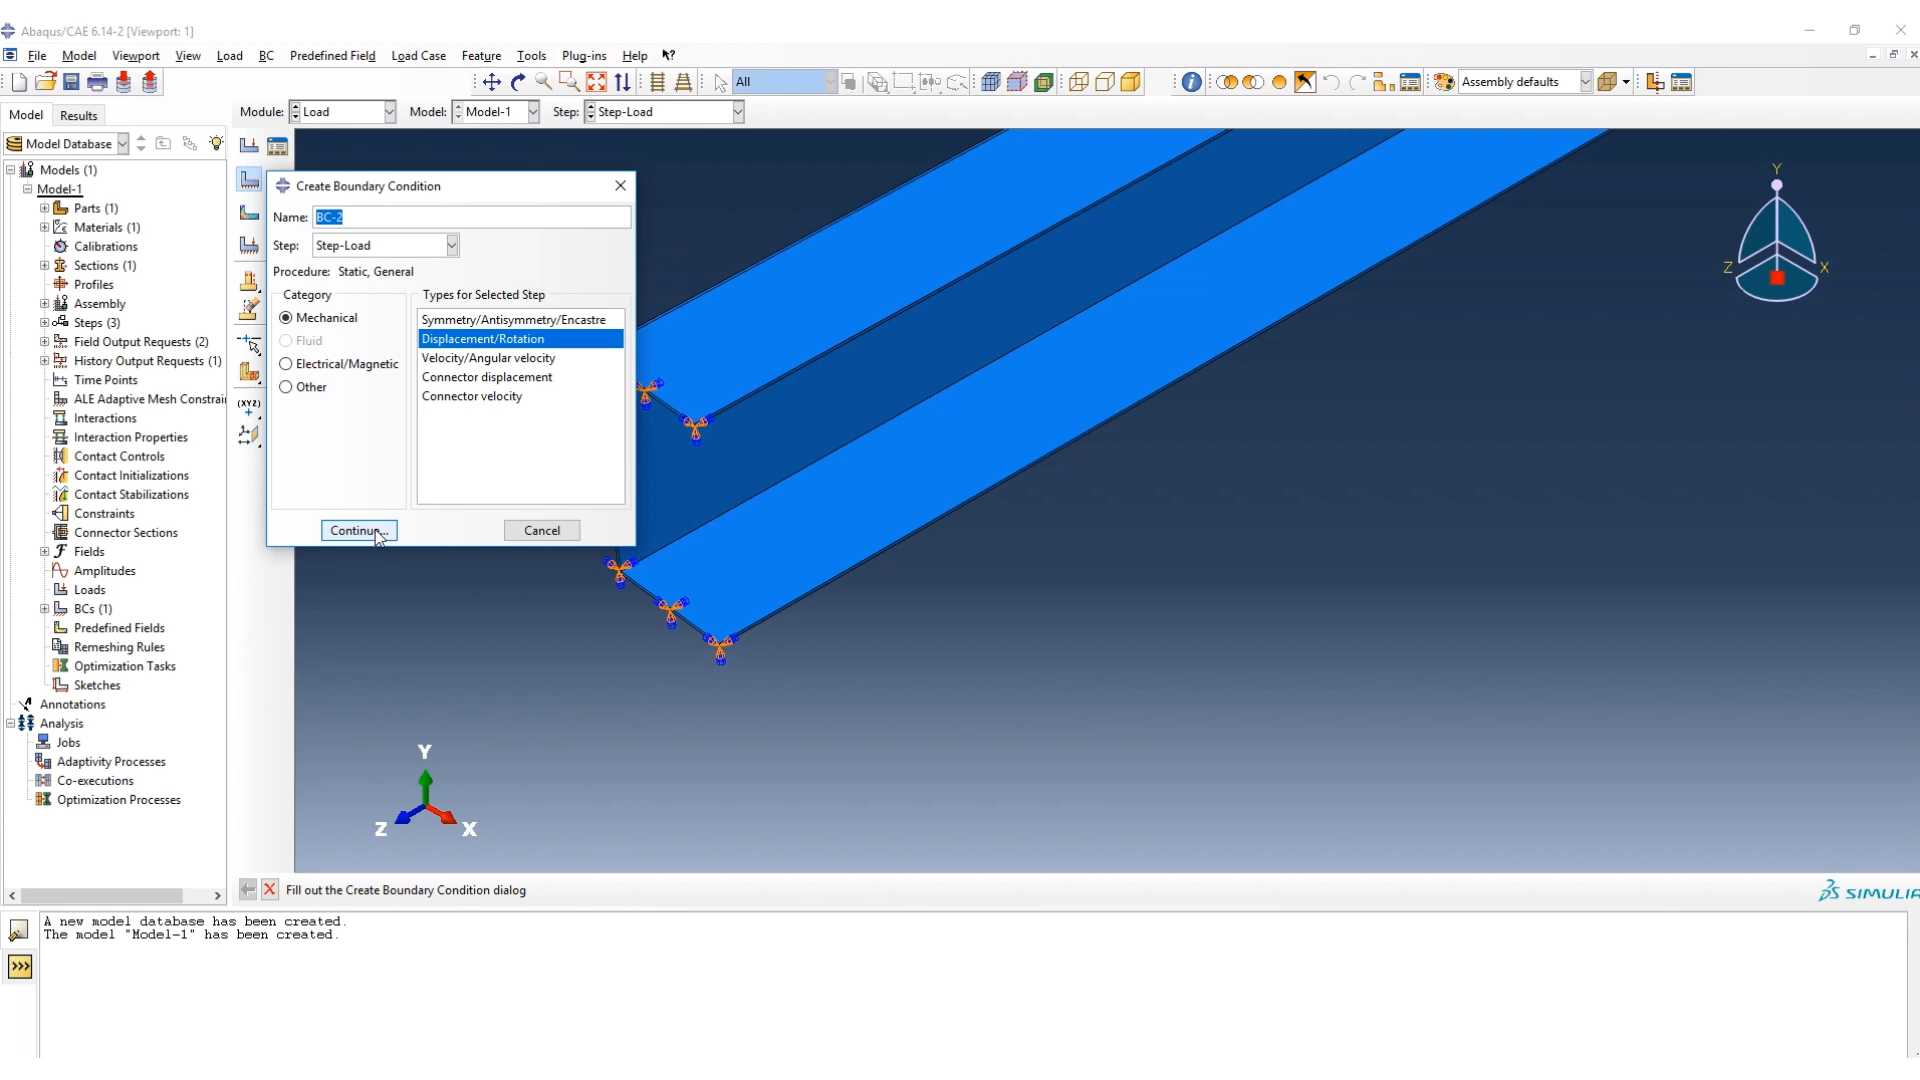 Abaqus/CAE 6.14-2 [Viewport: 1]
File Model Viewport View Load BC Predefined Field Load Case Feature Tools Plug-ins Help
All
Assembly defaults
Model Results
Module: Load Model: Model-1 Step: Step-Load
Model Database
Models (1)
Model-1
Parts (1)
Materials (1)
Calibrations
Sections (1)
Profiles
Assembly
Steps (3)
Field Output Requests (2)
History Output Requests (1)
Time Points
ALE Adaptive Mesh Constrai
Interactions
Interaction Properties
Contact Controls
Contact Initializations
Contact Stabilizations
Constraints
Connector Sections
Fields
Amplitudes
Loads
BCs (1)
Predefined Fields
Remeshing Rules
Optimization Tasks
Sketches
Annotations
Analysis
Jobs
Adaptivity Processes
Co-executions
Optimization Processes
(XYZ)
Create Boundary Condition
Name: BC-2
Step: Step-Load
Procedure: Static, General
Category
Mechanical
Fluid
Electrical/Magnetic
Other
Types for Selected Step
Symmetry/Antisymmetry/Encastre
Displacement/Rotation
Velocity/Angular velocity
Connector displacement
Connector velocity
Continue...
Cancel
Y
Z
X
Y
Z
X
Fill out the Create Boundary Condition dialog
SIMULIA
A new model database has been created.
The model "Model-1" has been created.
>>>